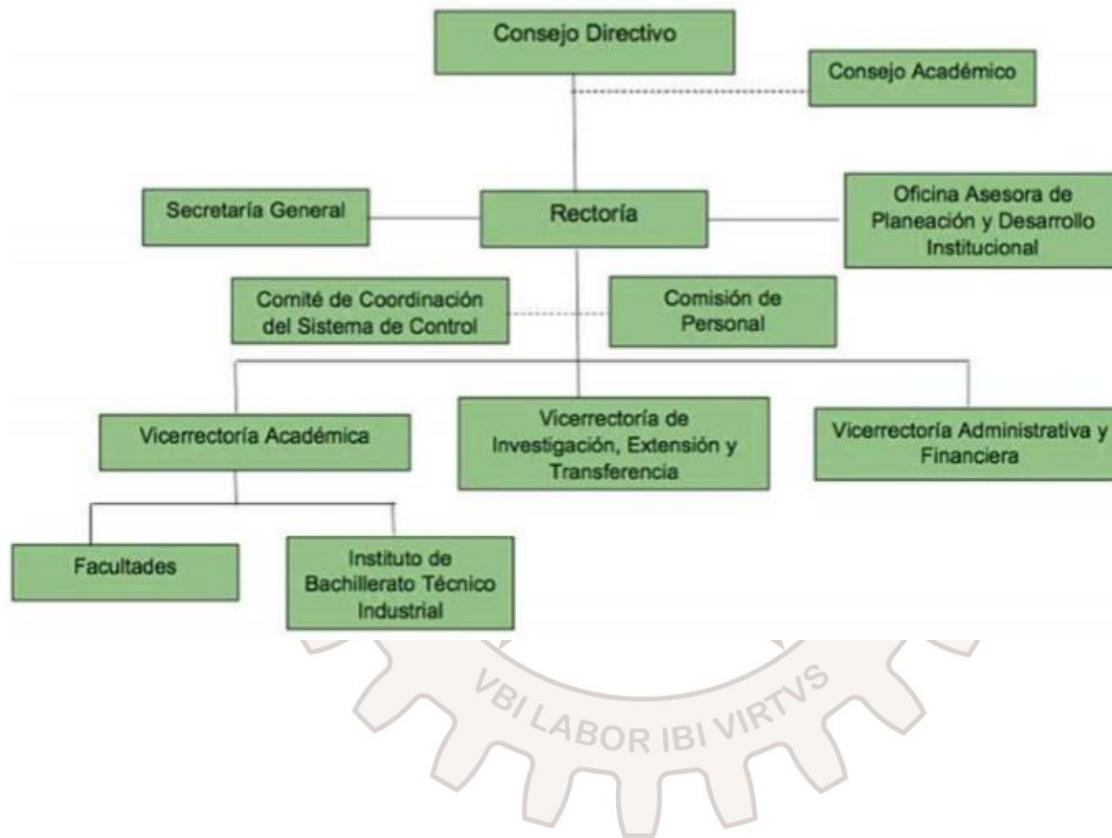 Consejo Directivo
Consejo Académico
Secretaría General
Rectoría
Oficina Asesora de
Planeación y Desarrollo
Institucional
Comité de Coordinación
del Sistema de Control
Comisión de
Personal
Vicerrectoría Académica
Vicerrectoría de
Investigación, Extensión y
Transferencia
Vicerrectoría Administrativa y
Financiera
Facultades
Instituto de
Bachillerato Técnico
Industrial
VBI LABOR IBI VIRTVS